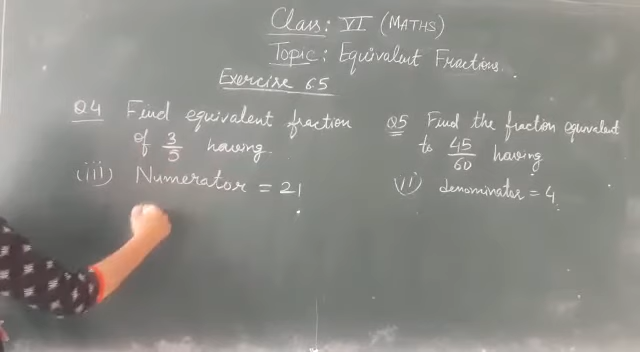 Class: VI (MATHS)
Topic: Equivalent Fractions.
Exercise 6.5
Q4 Find equivalent fraction
of 3/5 having
(iii) Numerator = 21
Q5 Find the fraction equivalent
to 45/60 having
(ii) denominator = 4.